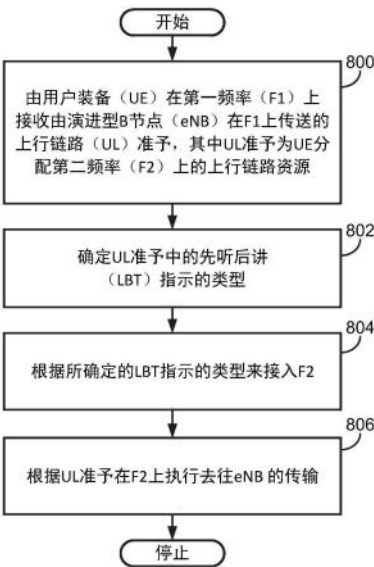 开始
800
由用户装备（UE）在第一频率（F1）上
接收由演进型B节点（eNB）在F1上传送的
上行链路（UL）准予，其中UL准予为UE分
配第二频率（F2）上的上行链路资源
802
确定UL准予中的先听后讲
（LBT）指示的类型
804
根据所确定的LBT指示的类型来接入F2
806
根据UL准予在F2上执行去往eNB 的传输
停止